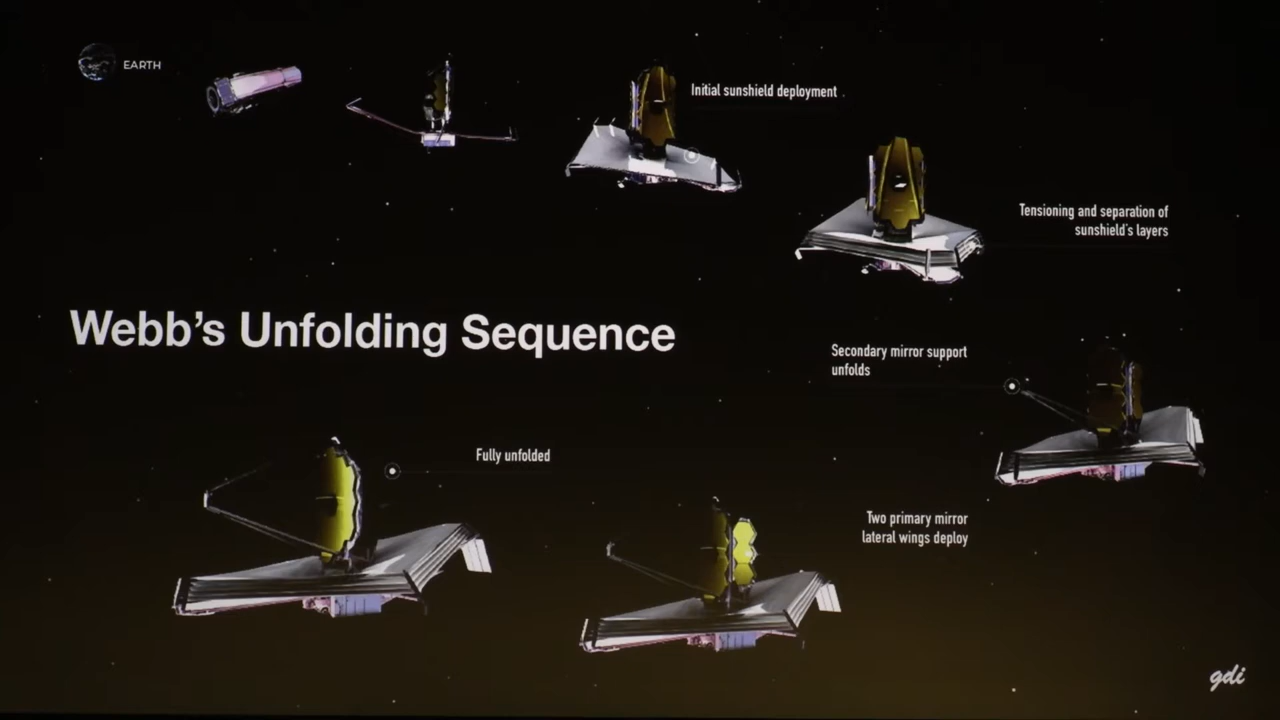 EARTH
Initial sunshield deployment
Tensioning and separation of
sunshield's layers
Webb's Unfolding Sequence
Secondary mirror support
unfolds
Fully unfolded
Two primary mirror
lateral wings deploy
gdi